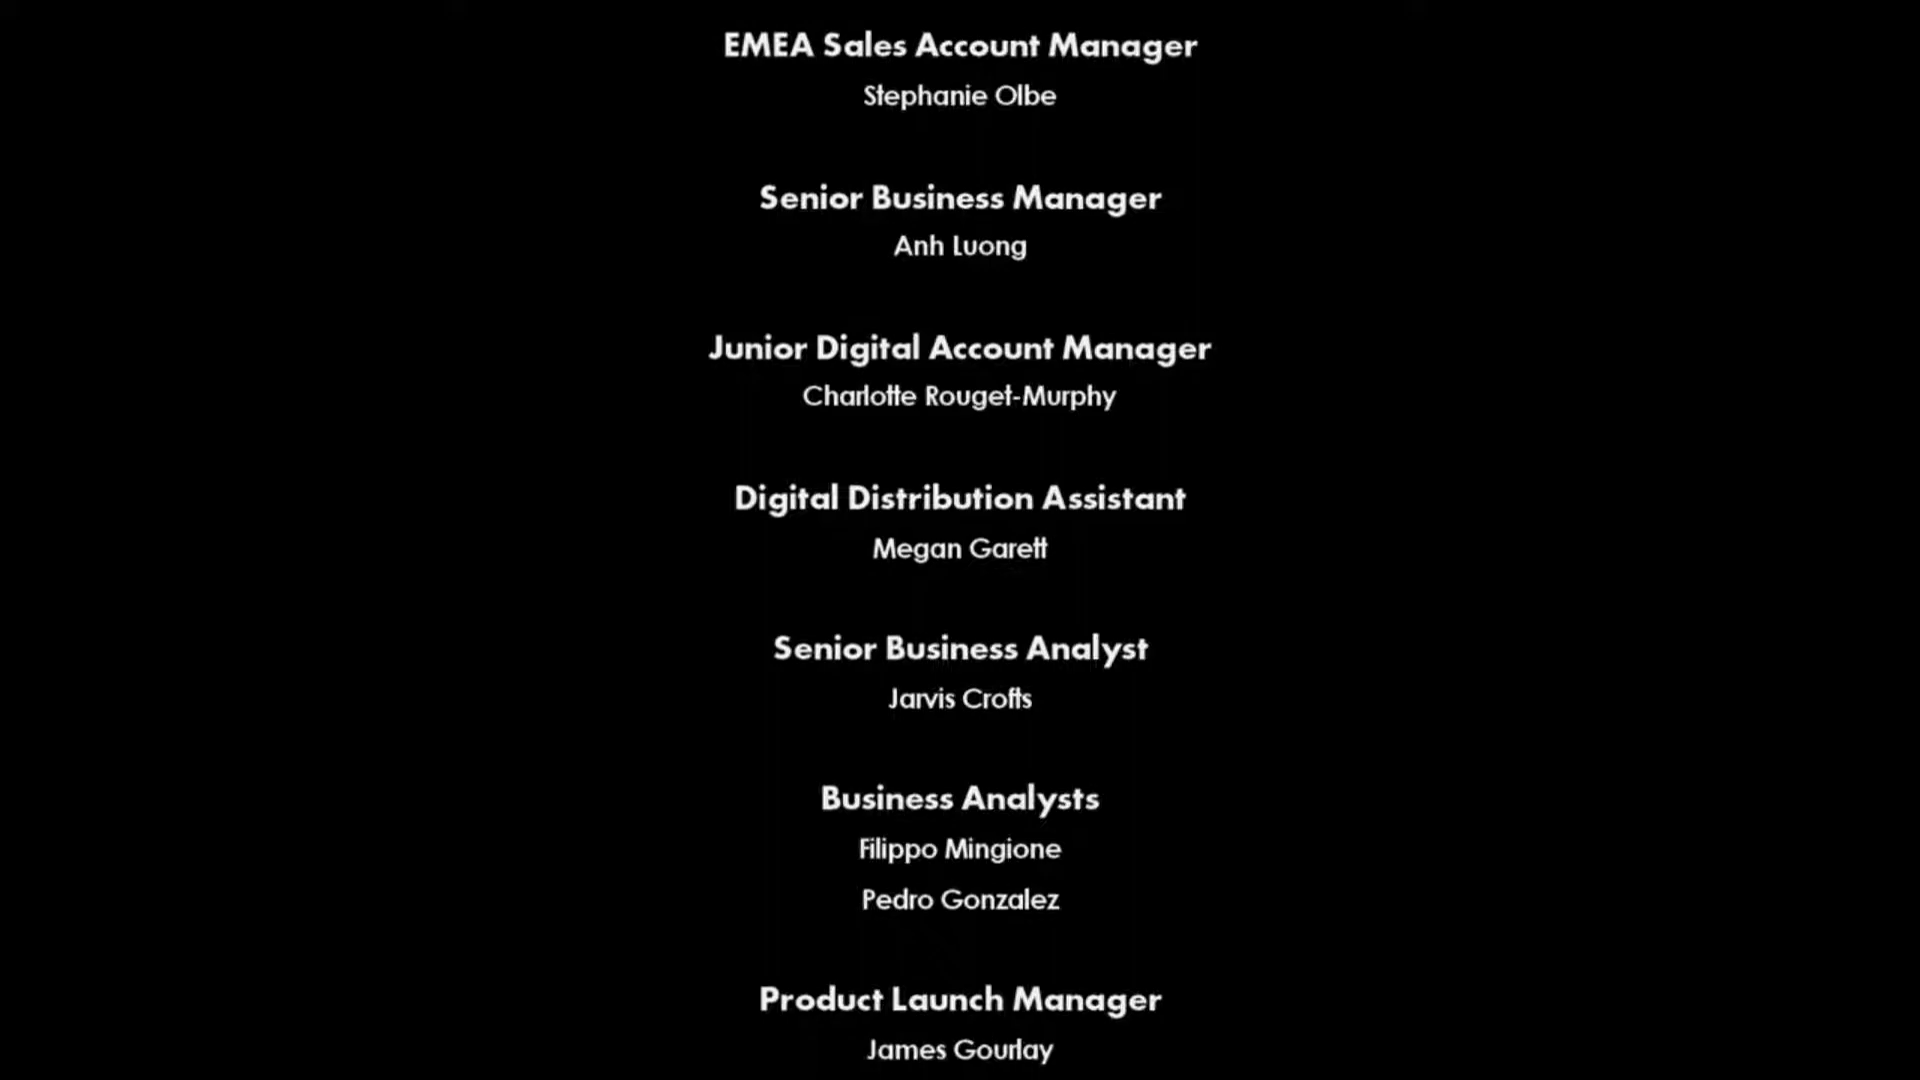 EMEA Sales Account Manager
Stephanie Olbe
Senior Business Manager
Anh Luong
Junior Digital Account Manager
Charlotte Rouget-Murphy
Digital Distribution Assistant
Megan Garett
Senior Business Analyst
Jarvis Crofts
Business Analysts
Filippo Mingione
Pedro Gonzalez
Product Launch Manager
James Gourlay